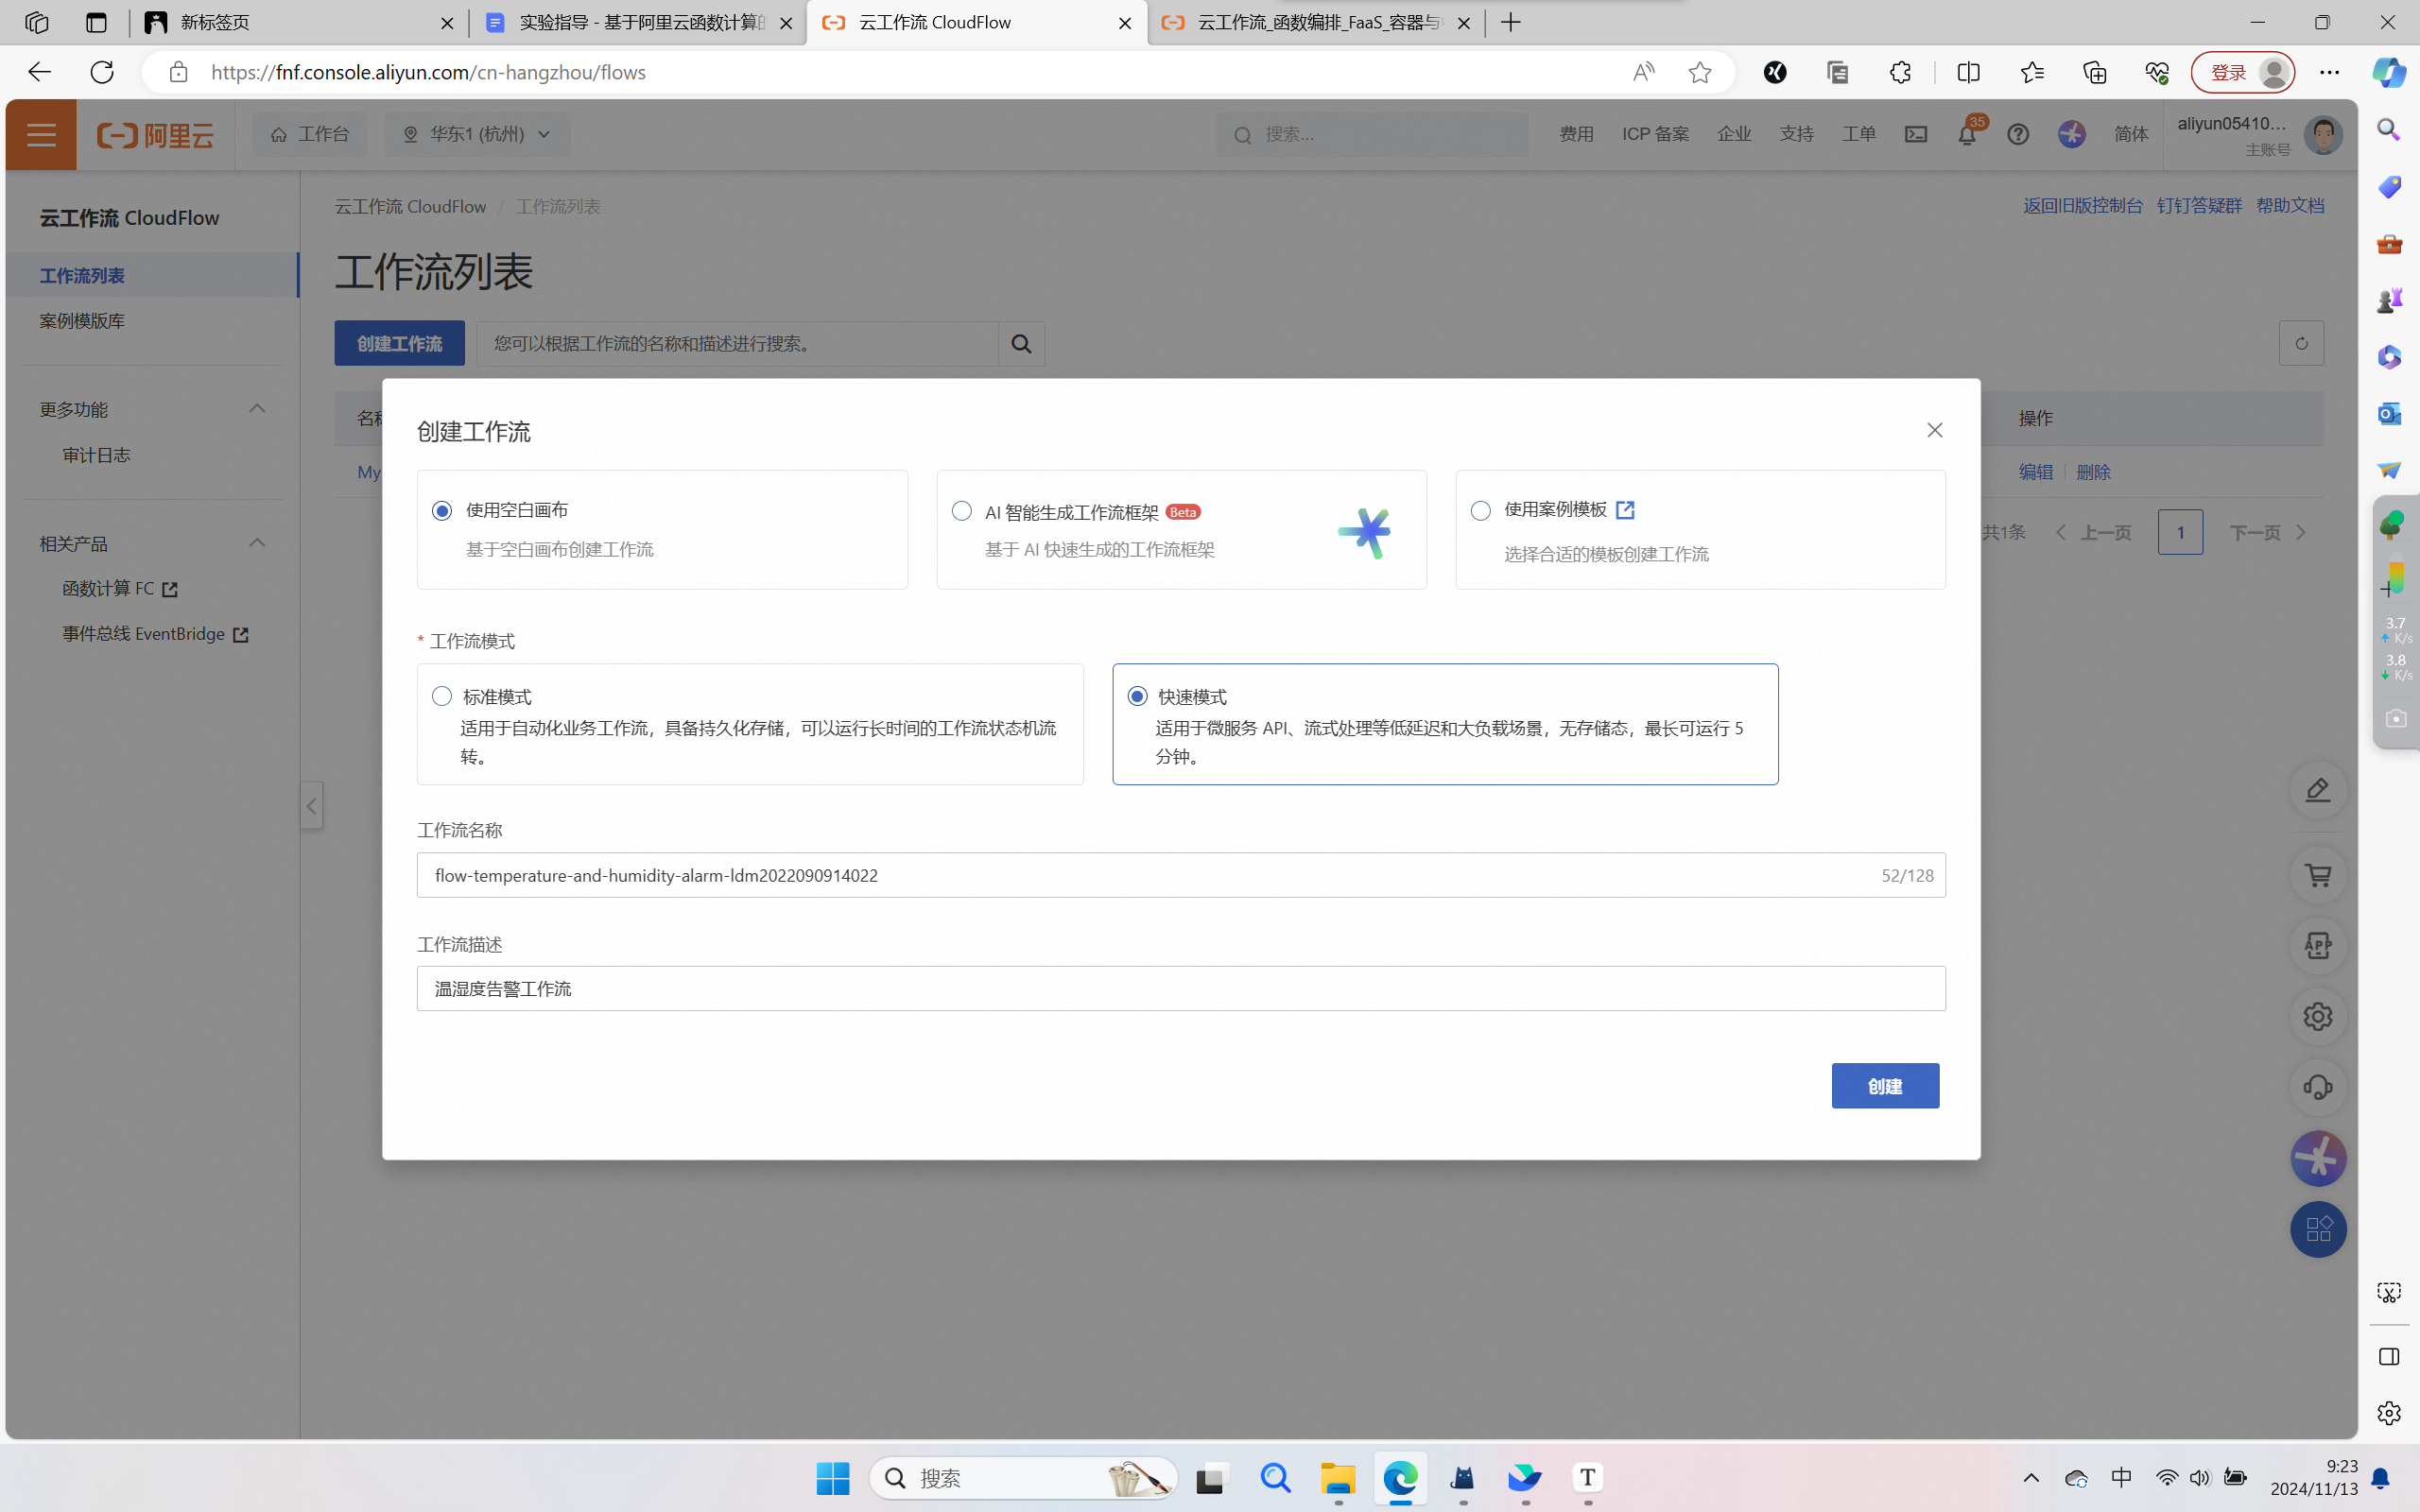 新标签页
实验指导 - 基于阿里云函数计算的
云工作流 CloudFlow
云工作流_函数编排_FaaS_容器与
https://fnf.console.aliyun.com/cn-hangzhou/flows
登录
阿里云
工作台
华东1 (杭州)
搜索...
费用
ICP 备案
企业
支持
工单
35
简体
aliyun05410...
主账号
云工作流 CloudFlow
工作流列表
案例模版库
更多功能
审计日志
相关产品
函数计算 FC
事件总线 EventBridge
云工作流 CloudFlow / 工作流列表
返回旧版控制台 钉钉答疑群 帮助文档
工作流列表
创建工作流
您可以根据工作流的名称和描述进行搜索。
名称
操作
My
编辑 删除
共1条 上一页 1 下一页
创建工作流
使用空白画布
基于空白画布创建工作流
AI 智能生成工作流框架 Beta
基于 AI 快速生成的工作流框架
使用案例模板
选择合适的模板创建工作流
* 工作流模式
标准模式
适用于自动化业务工作流，具备持久化存储，可以运行长时间的工作流状态机流
转。
快速模式
适用于微服务 API、流式处理等低延迟和大负载场景，无存储态，最长可运行 5
分钟。
工作流名称
flow-temperature-and-humidity-alarm-ldm2022090914022
52/128
工作流描述
温湿度告警工作流
创建
3.7
K/s
3.8
K/s
APP
搜索
中
9:23
2024/11/13